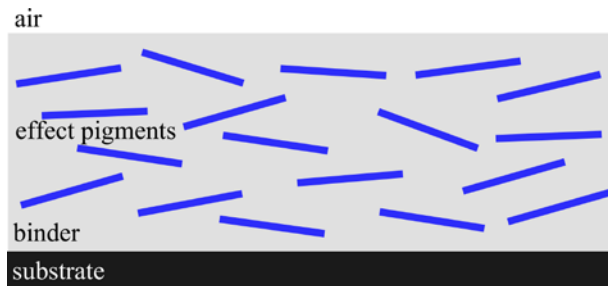 air
effect pigments
binder
substrate